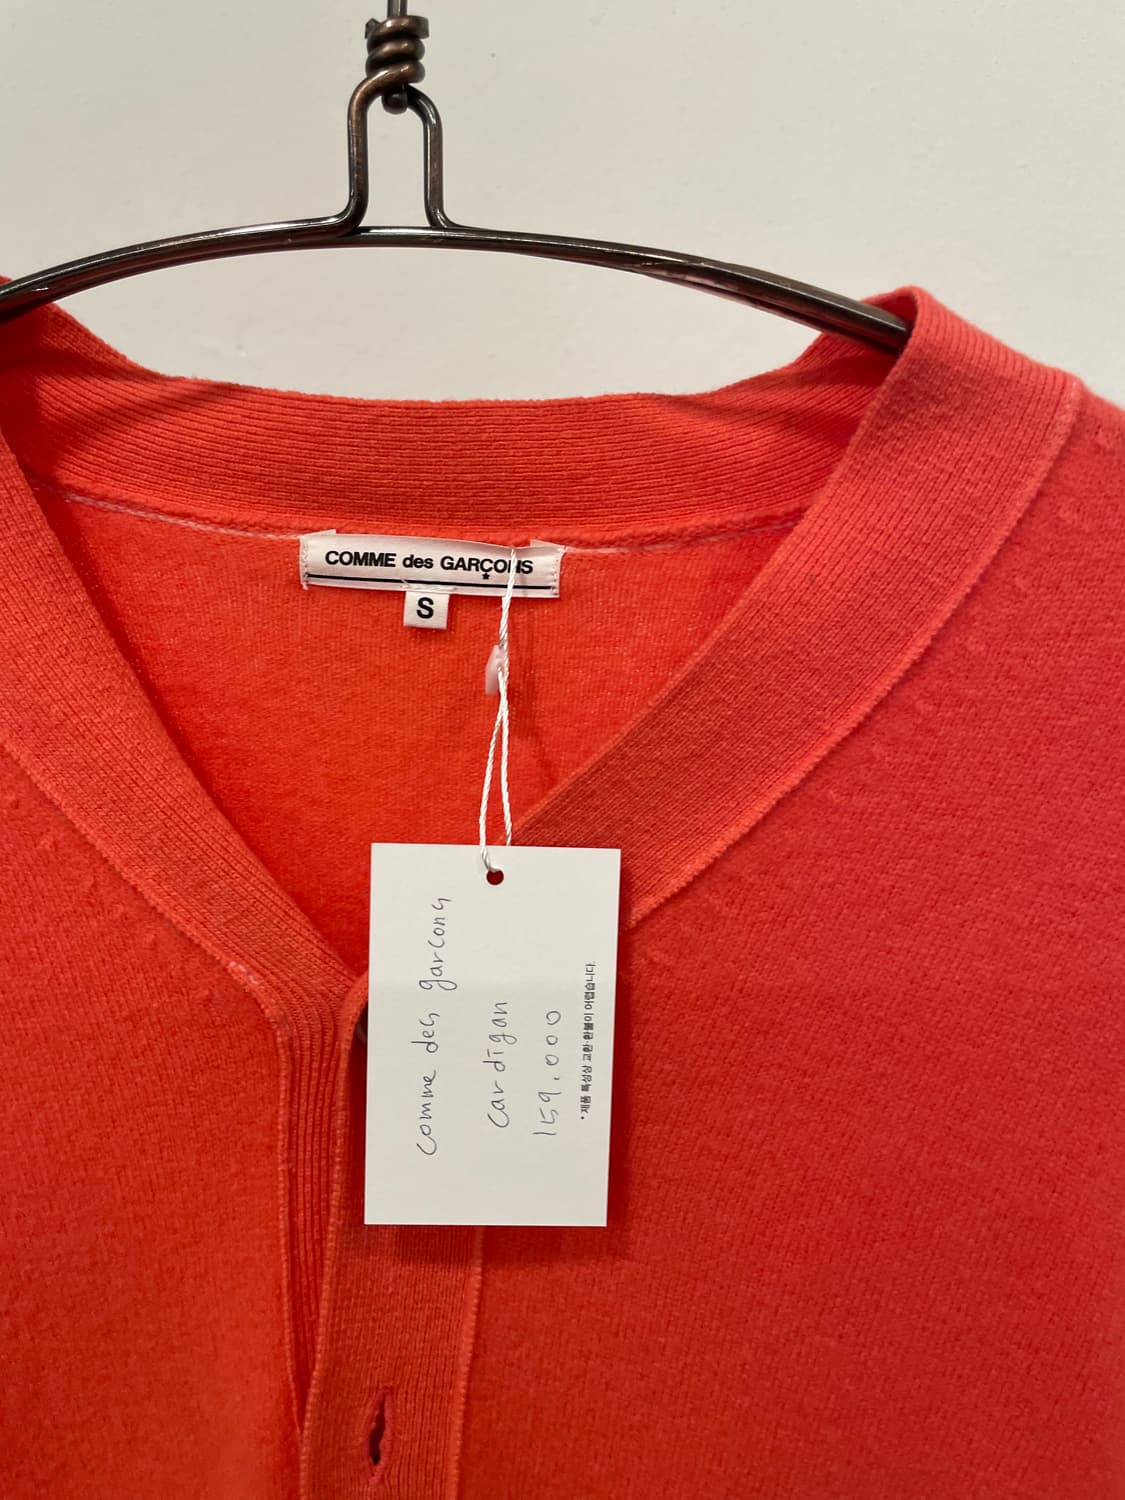 COMME des GARÇONS
S
comme des garcons
cardigan
159,000
* 제품 특성상 교환·환불이 어렵습니다.